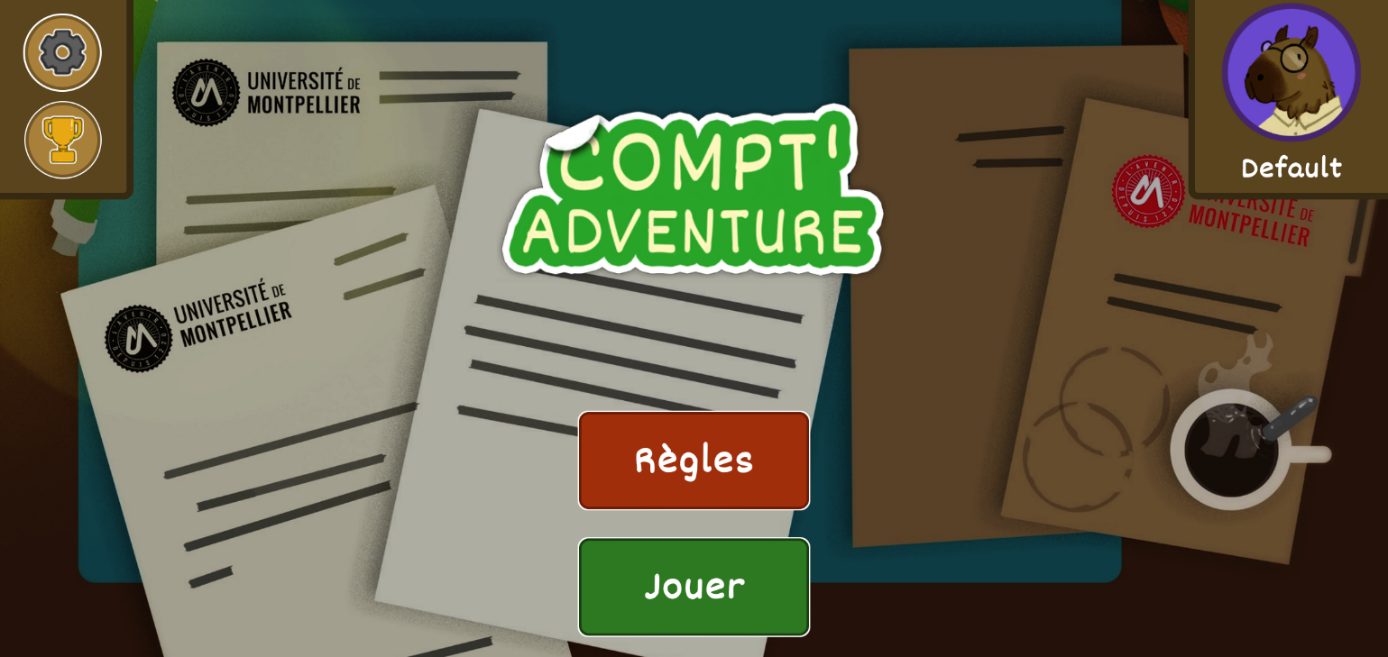 UNIVERSITÉ DE
MONTPELLIER
COMPT'
ADVENTURE
Default
UNIVERSITÉ DE
MONTPELLIER
UNIVERSITÉ DE
MONTPELLIER
Règles
Jouer